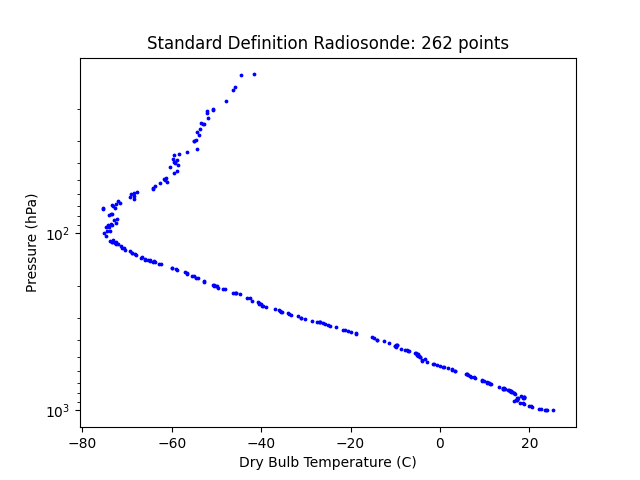 Standard Definition Radiosonde: 262 points
Pressure (hPa)
10²
10³
−80 −60 −40 −20 0 20
Dry Bulb Temperature (C)